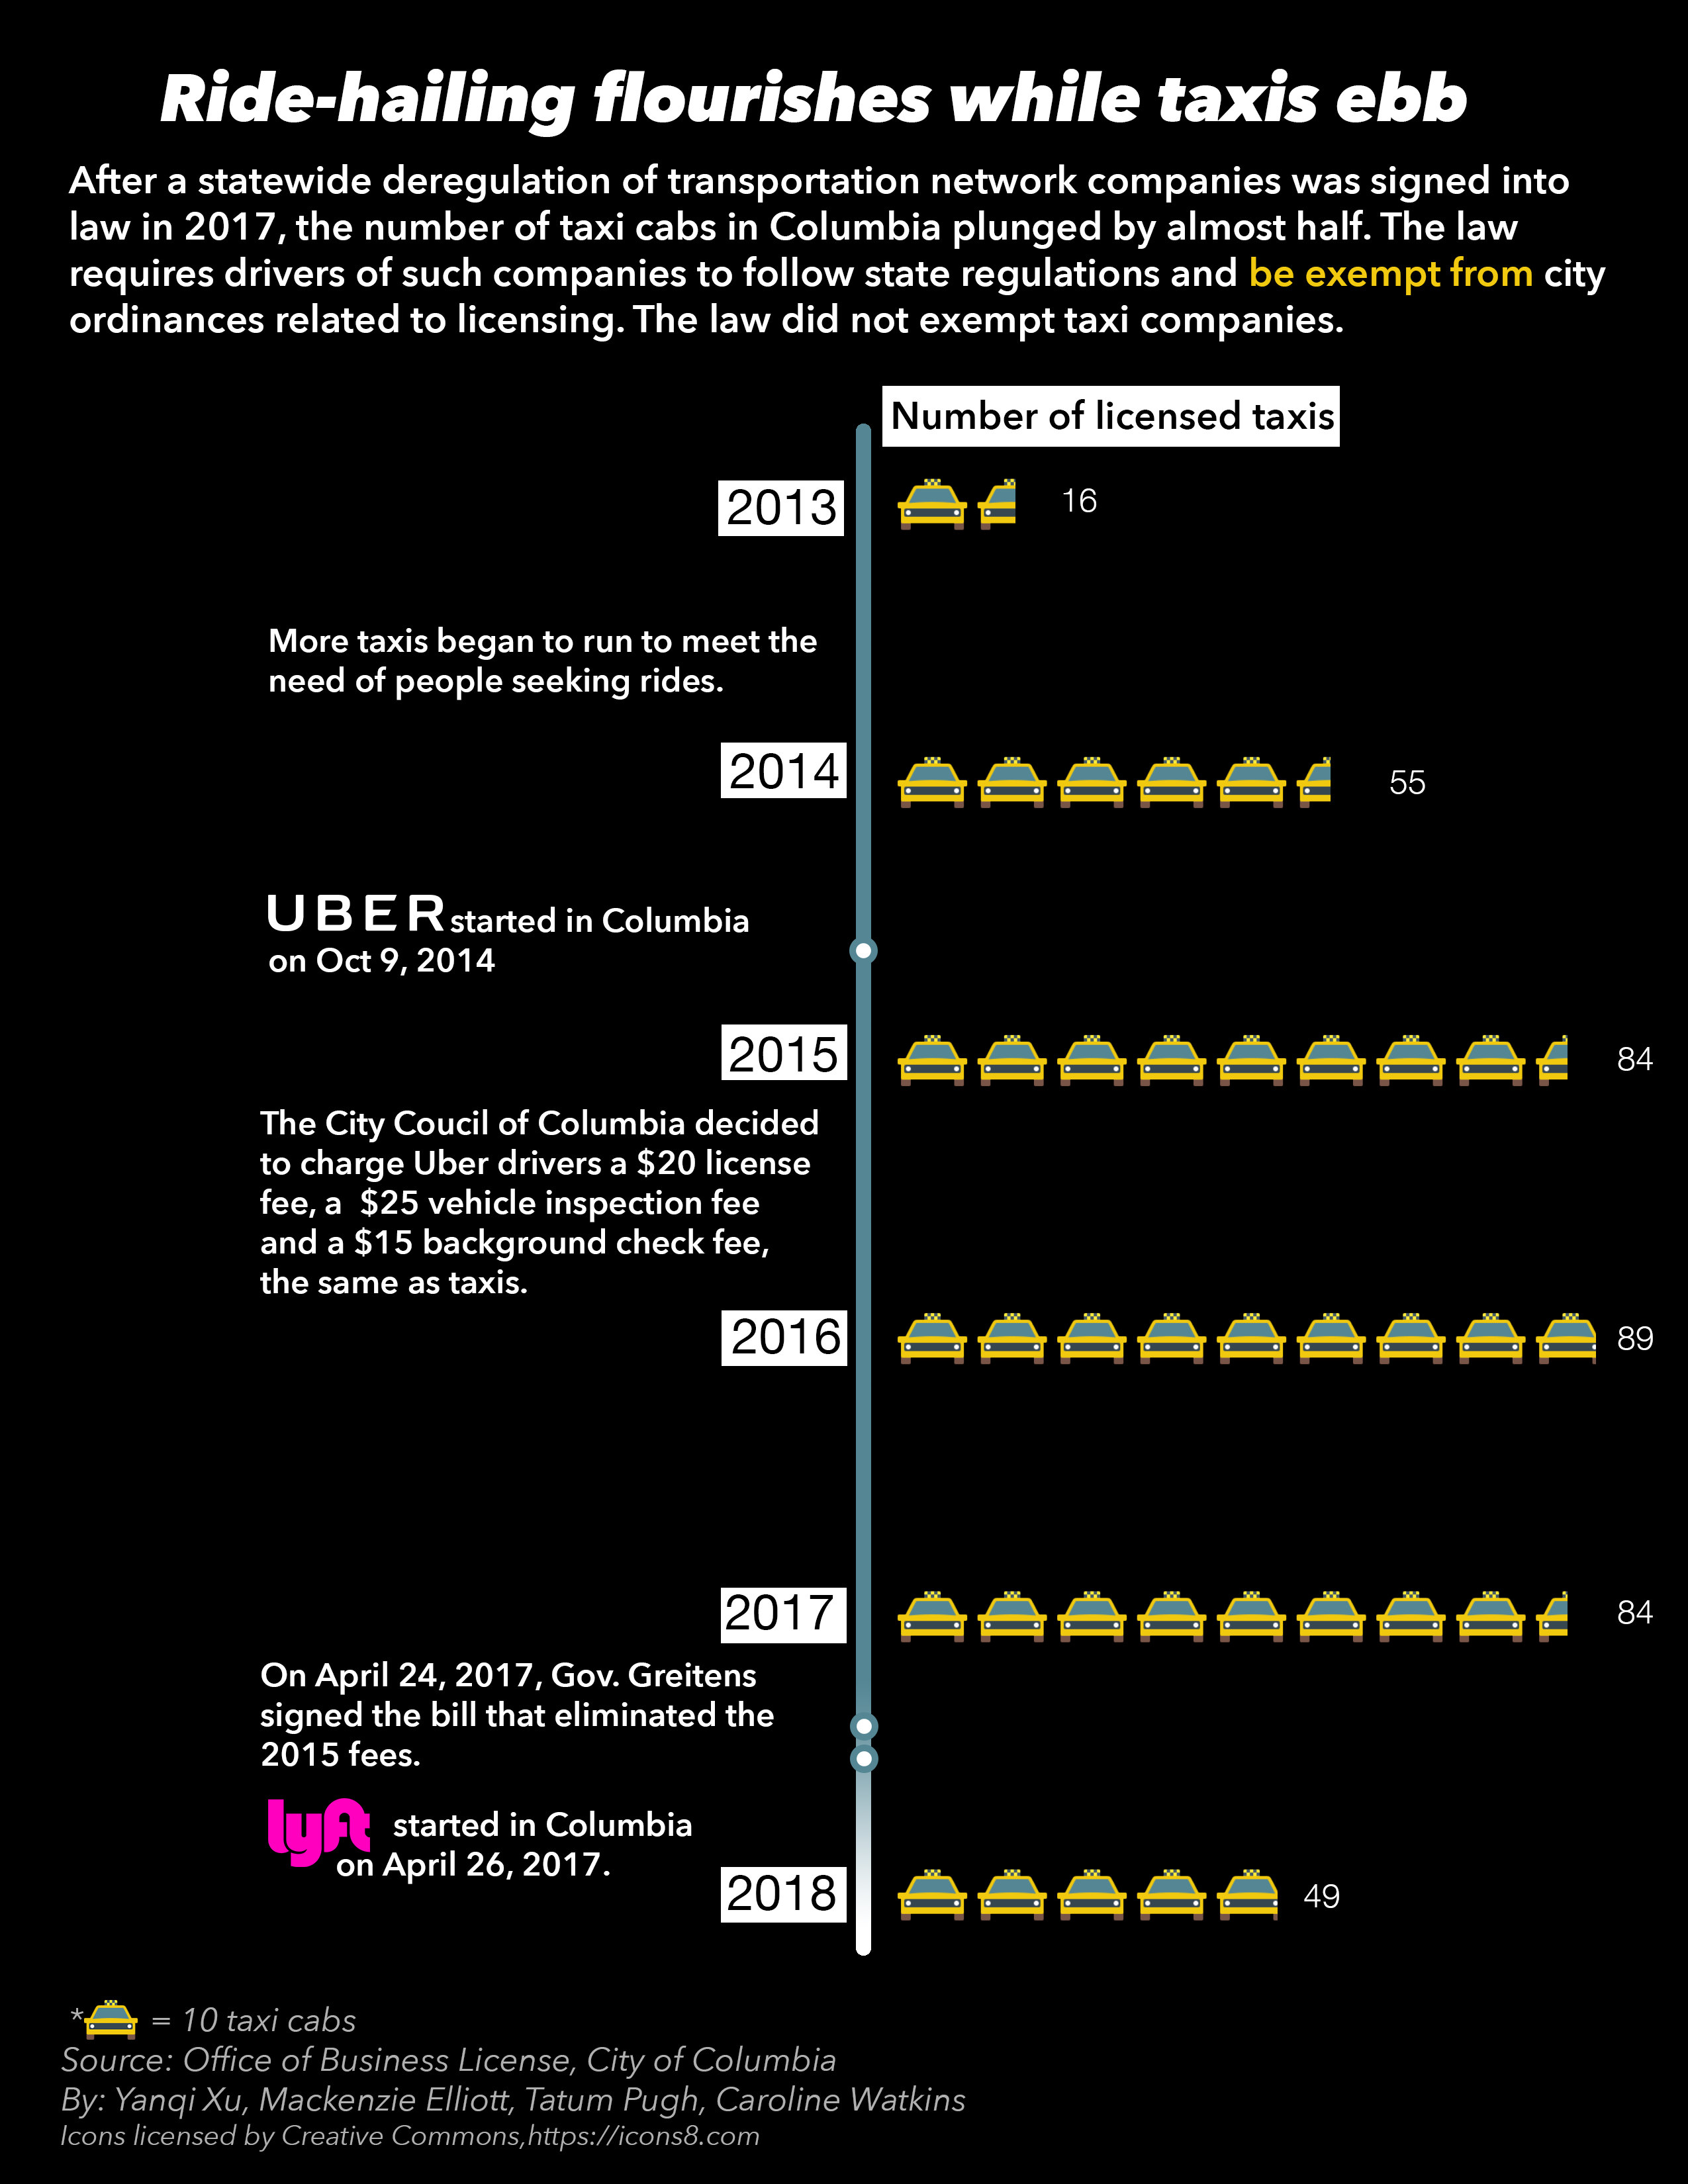 Ride-hailing flourishes while taxis ebb
After a statewide deregulation of transportation network companies was signed into
law in 2017, the number of taxi cabs in Columbia plunged by almost half. The law
requires drivers of such companies to follow state regulations and be exempt from city
ordinances related to licensing. The law did not exempt taxi companies.
Number of licensed taxis
2013
16
More taxis began to run to meet the
need of people seeking rides.
2014
55
UBER started in Columbia
on Oct 9, 2014
2015
84
The City Coucil of Columbia decided
to charge Uber drivers a $20 license
fee, a $25 vehicle inspection fee
and a $15 background check fee,
the same as taxis.
2016
89
2017
84
On April 24, 2017, Gov. Greitens
signed the bill that eliminated the
2015 fees.
lyft started in Columbia
on April 26, 2017.
2018
49
* = 10 taxi cabs
Source: Office of Business License, City of Columbia
By: Yanqi Xu, Mackenzie Elliott, Tatum Pugh, Caroline Watkins
Icons licensed by Creative Commons,https://icons8.com